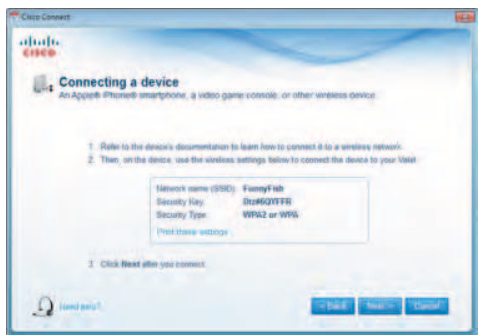 Cisco Connect
CISCO
Connecting a device
An Apple® iPhone® smartphone, a video game console, or other wireless device.
1. Refer to the device's documentation to learn how to connect it to a wireless network.
2. Then, on the device, use the wireless settings below to connect the device to your Valet
Network name (SSID): FunnyFish
Security Key:
Security Type: WPA2 or WPA
Print these settings
3. Click Next after you connect.
Need help?
Back Next Cancel